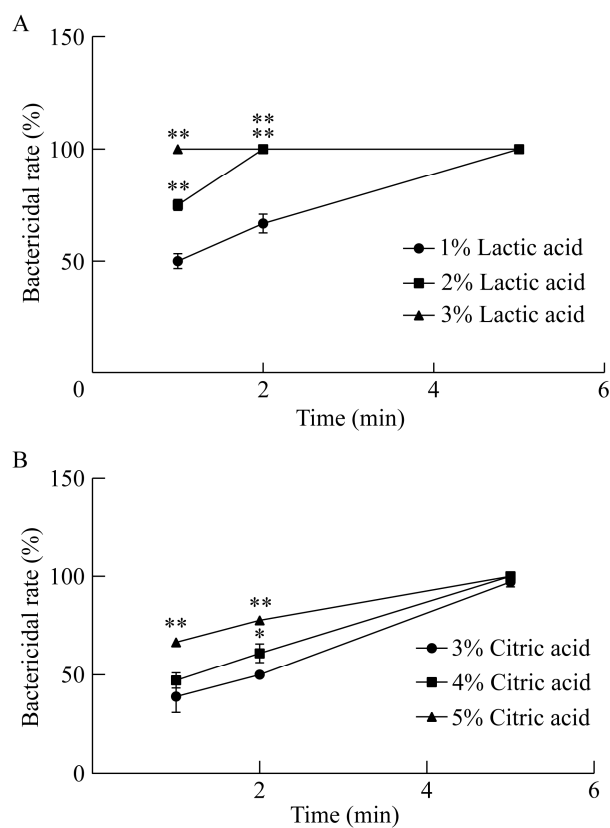 A
150
100
50
0
2
4
6
Bactericidal rate (%)
Time (min)
**
**
**
**
1% Lactic acid
2% Lactic acid
3% Lactic acid
B
150
100
50
0
2
4
6
Bactericidal rate (%)
Time (min)
**
**
*
3% Citric acid
4% Citric acid
5% Citric acid